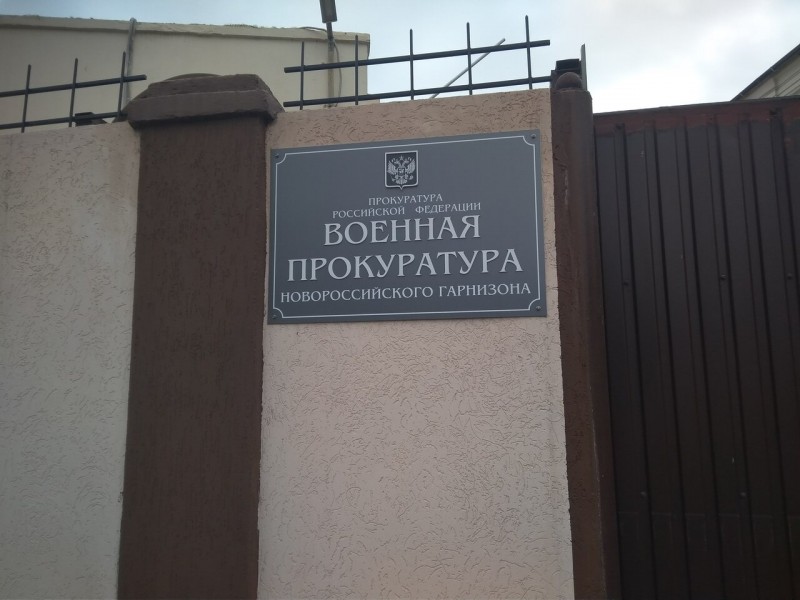 ПРОКУРАТУРА
РОССИЙСКОЙ ФЕДЕРАЦИИ
ВОЕННАЯ
ПРОКУРАТУРА
НОВОРОССИЙСКОГО ГАРНИЗОНА